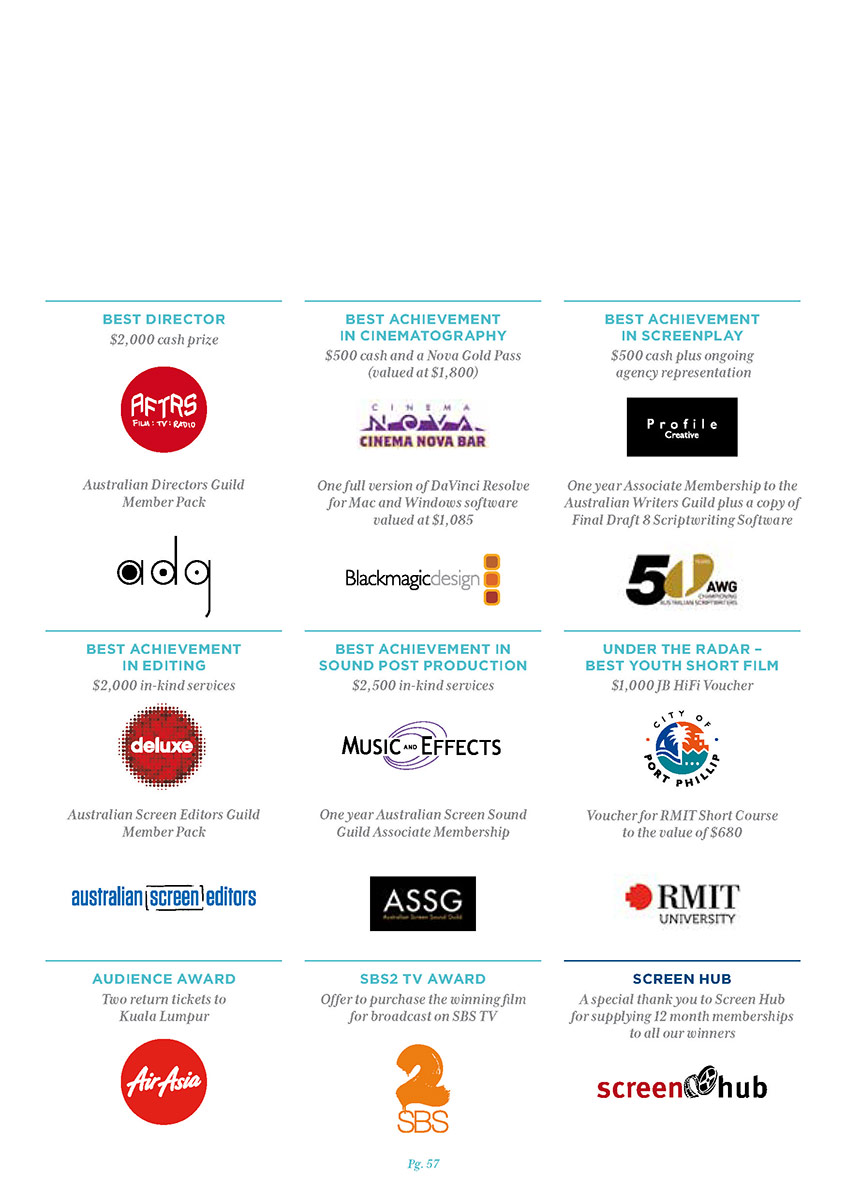 BEST DIRECTOR
$2,000 cash prize
AFTRS
FILM : TV : RADIO
Australian Directors Guild
Member Pack
adg
BEST ACHIEVEMENT
IN CINEMATOGRAPHY
$500 cash and a Nova Gold Pass
(valued at $1,800)
CINEMA
NOVA
CINEMA NOVA BAR
One full version of DaVinci Resolve
for Mac and Windows software
valued at $1,085
Blackmagicdesign
BEST ACHIEVEMENT
IN SCREENPLAY
$500 cash plus ongoing
agency representation
Profile
Creative
One year Associate Membership to the
Australian Writers Guild plus a copy of
Final Draft 8 Scriptwriting Software
50
YEARS
AWG
CHAMPIONING
AUSTRALIAN SCRIPTWRITERS
BEST ACHIEVEMENT
IN EDITING
$2,000 in-kind services
deluxe
Australian Screen Editors Guild
Member Pack
australian [screen] editors
BEST ACHIEVEMENT IN
SOUND POST PRODUCTION
$2,500 in-kind services
MUSIC AND EFFECTS
One year Australian Screen Sound
Guild Associate Membership
ASSG
Australian Screen Sound Guild
UNDER THE RADAR –
BEST YOUTH SHORT FILM
$1,000 JB HiFi Voucher
CITY OF
PORT PHILLIP
Voucher for RMIT Short Course
to the value of $680
RMIT
UNIVERSITY
AUDIENCE AWARD
Two return tickets to
Kuala Lumpur
AirAsia
SBS2 TV AWARD
Offer to purchase the winning film
for broadcast on SBS TV
2
SBS
SCREEN HUB
A special thank you to Screen Hub
for supplying 12 month memberships
to all our winners
screen hub
Pg. 57